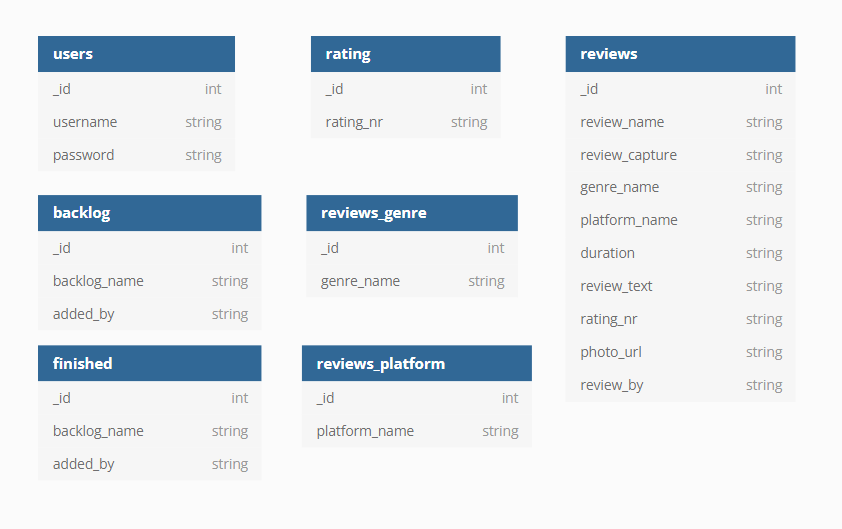 users
_id int
username string
password string
rating
_id int
rating_nr string
reviews
_id int
review_name string
review_capture string
genre_name string
platform_name string
duration string
review_text string
rating_nr string
photo_url string
review_by string
backlog
_id int
backlog_name string
added_by string
reviews_genre
_id int
genre_name string
finished
_id int
backlog_name string
added_by string
reviews_platform
_id int
platform_name string